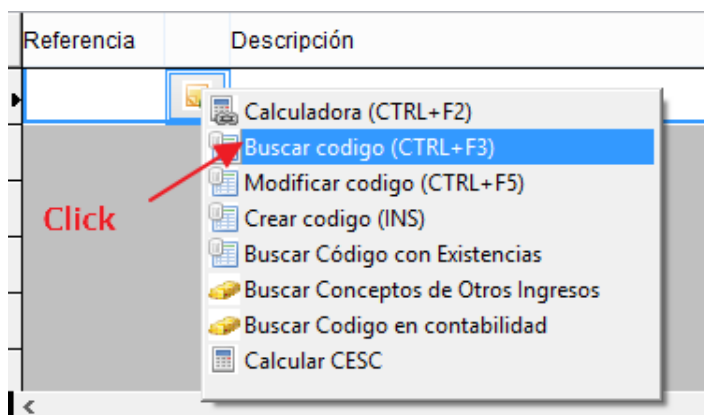 Referencia Descripción
Calculadora (CTRL+F2)
Buscar codigo (CTRL+F3)
Modificar codigo (CTRL+F5)
Click
Crear codigo (INS)
Buscar Código con Existencias
Buscar Conceptos de Otros Ingresos
Buscar Codigo en contabilidad
Calcular CESC